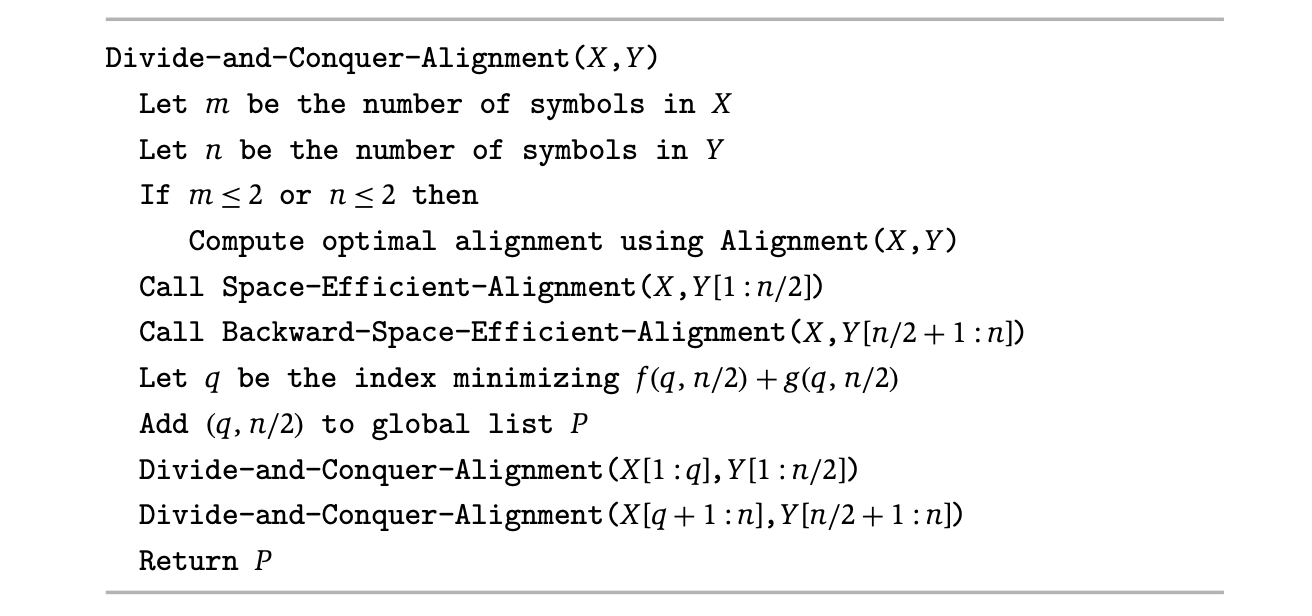 Divide-and-Conquer-Alignment(X,Y)
Let m be the number of symbols in X
Let n be the number of symbols in Y
If m ≤ 2 or n ≤ 2 then
Compute optimal alignment using Alignment(X,Y)
Call Space-Efficient-Alignment(X,Y[1:n/2])
Call Backward-Space-Efficient-Alignment(X,Y[n/2+1:n])
Let q be the index minimizing f(q, n/2) + g(q, n/2)
Add (q, n/2) to global list P
Divide-and-Conquer-Alignment(X[1:q],Y[1:n/2])
Divide-and-Conquer-Alignment(X[q+1:n],Y[n/2+1:n])
Return P